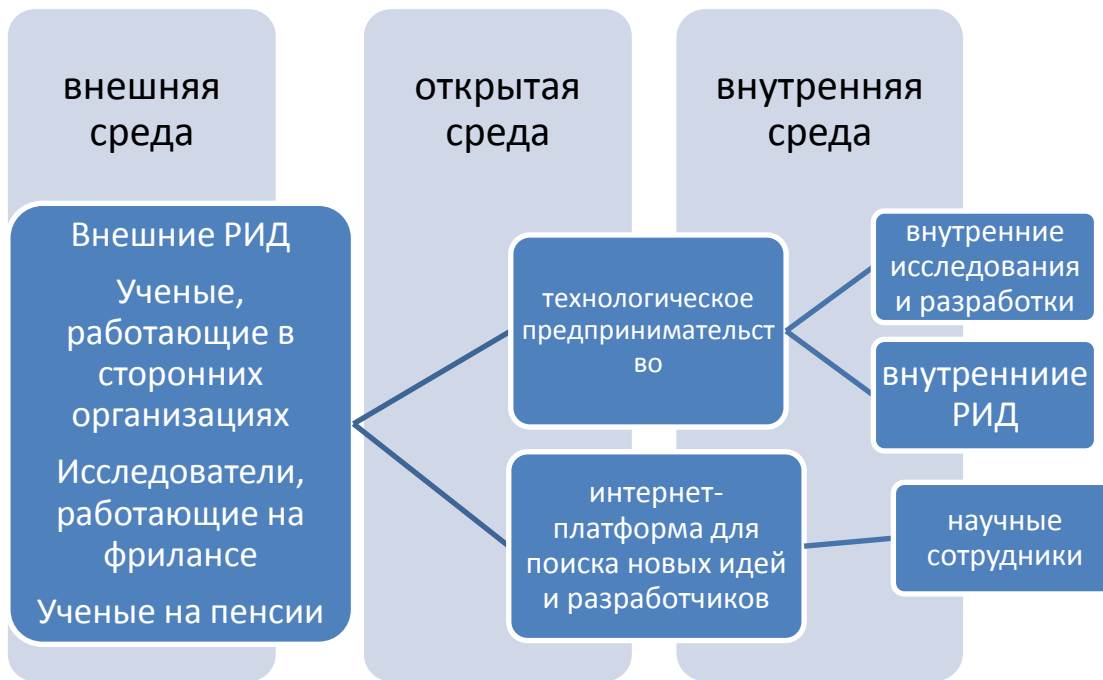 внешняя
среда
открытая
среда
внутренняя
среда
Внешние РИД
Ученые,
работающие в
сторонних
организациях
Исследователи,
работающие на
фрилансе
Ученые на пенсии
технологическое
предпринимательст
во
интернет-
платформа для
поиска новых идей
и разработчиков
внутренние
исследования
и разработки
внутренниие
РИД
научные
сотрудники